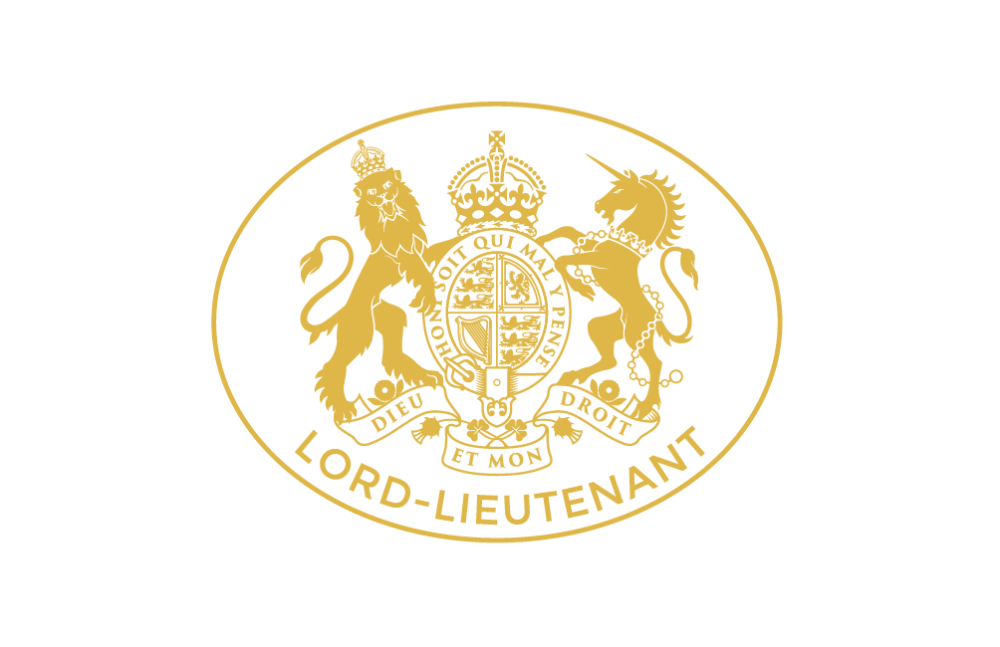 HONI SOIT QUI MAL Y PENSE
DIEU ET MON DROIT
LORD-LIEUTENANT